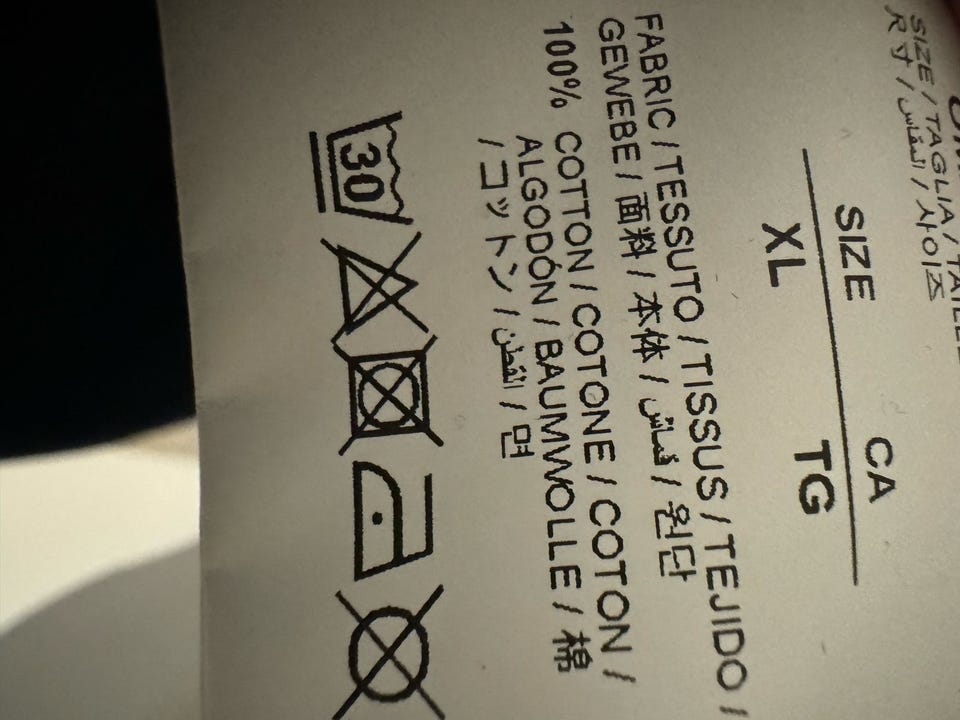 SIZE / TAGLIA /
尺寸 / المقاس / 사이즈
SIZE CA
XL TG
FABRIC / TESSUTO / TISSUS / TEJIDO /
GEWEBE / 面料 / 本体 / قماش / 원단
100% COTTON / COTONE / COTON /
ALGODÓN / BAUMWOLLE / 棉
/ コットン / القطن / 면
30